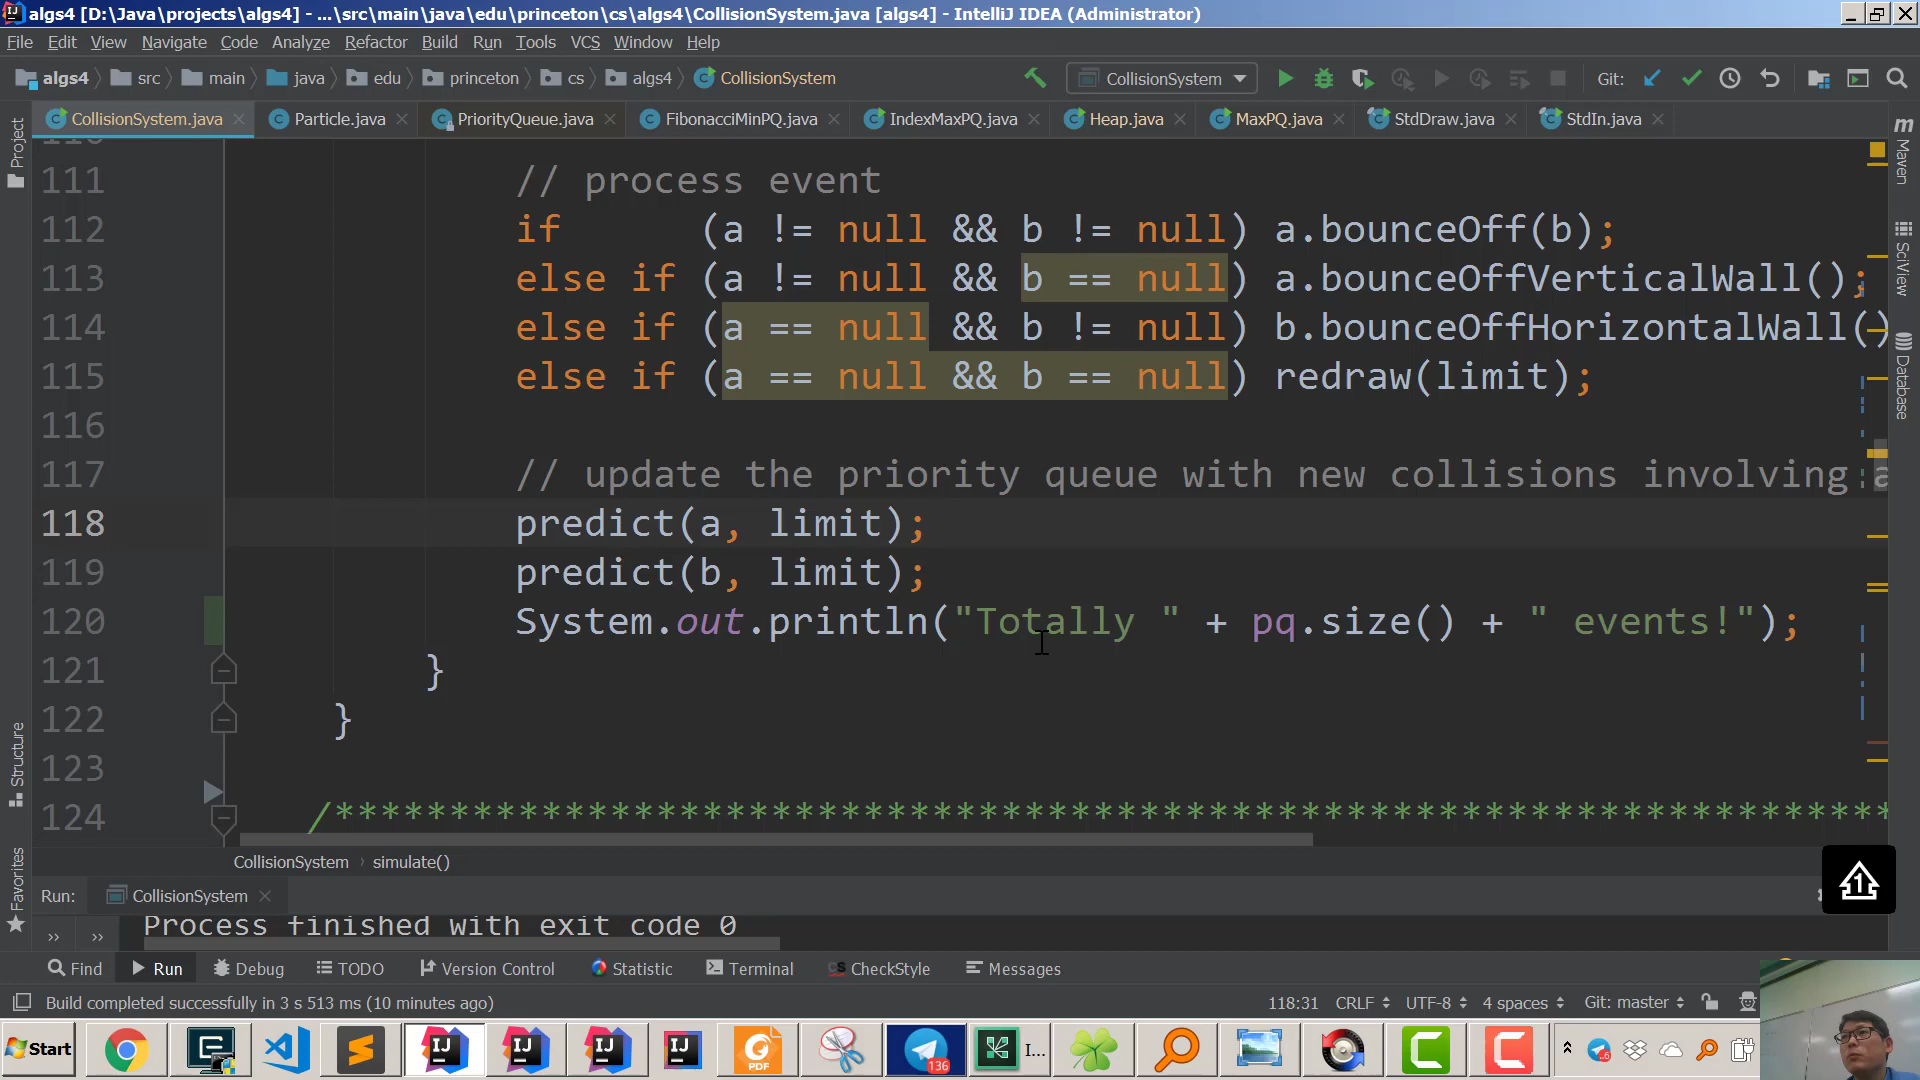 algs4 [D:\Java\projects\algs4] - ...\src\main\java\edu\princeton\cs\algs4\CollisionSystem.java [algs4] - IntelliJ IDEA (Administrator)
File Edit View Navigate Code Analyze Refactor Build Run Tools VCS Window Help
algs4 src main java edu princeton cs algs4 CollisionSystem CollisionSystem Git:
CollisionSystem.java Particle.java PriorityQueue.java FibonacciMinPQ.java IndexMaxPQ.java Heap.java MaxPQ.java StdDraw.java StdIn.java
Project
Structure
Favorites
Maven
SciView
Database
111 // process event
112 if (a != null && b != null) a.bounceOff(b);
113 else if (a != null && b == null) a.bounceOffVerticalWall();
114 else if (a == null && b != null) b.bounceOffHorizontalWall()
115 else if (a == null && b == null) redraw(limit);
116
117 // update the priority queue with new collisions involving a
118 predict(a, limit);
119 predict(b, limit);
120 System.out.println("Totally " + pq.size() + " events!");
121 }
122 }
123
124 /********************************************************************
CollisionSystem › simulate()
Run: CollisionSystem
Process finished with exit code 0
Find Run Debug TODO Version Control Statistic Terminal CheckStyle Messages
Build completed successfully in 3 s 513 ms (10 minutes ago) 118:31 CRLF UTF-8 4 spaces Git: master
Start PDF 136 I...